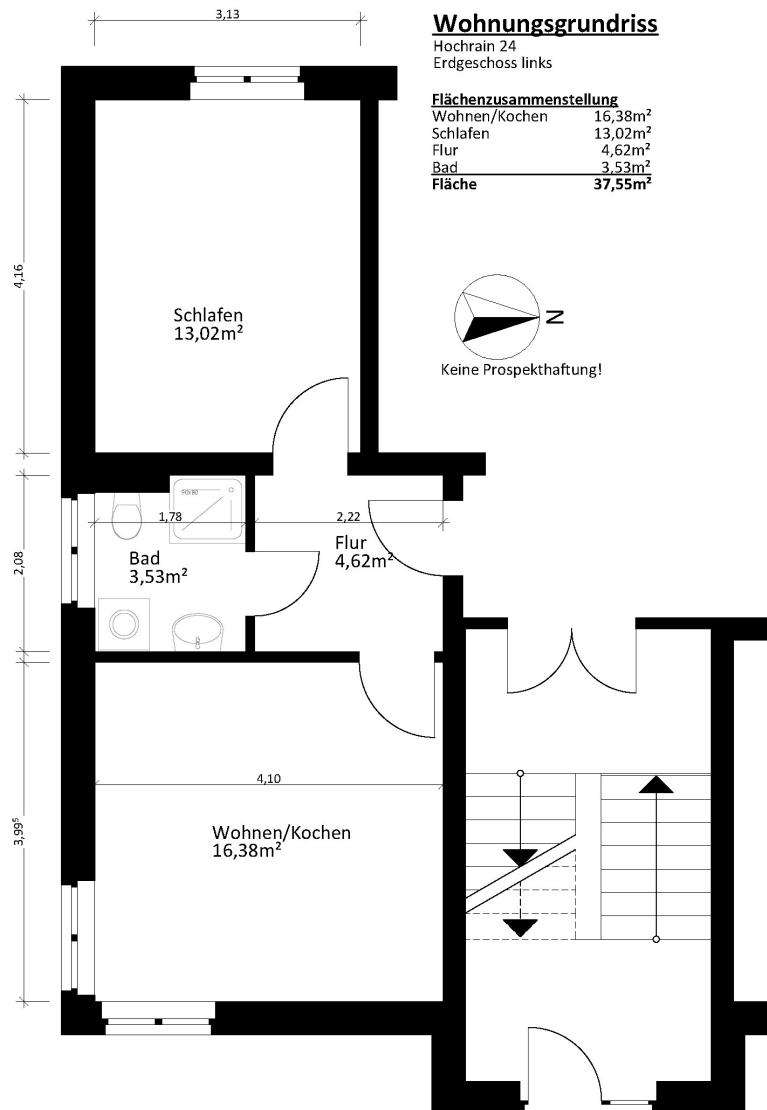 Wohnungsgrundriss
Hochrain 24
Erdgeschoss links
Flächenzusammenstellung
Wohnen/Kochen 16,38m²
Schlafen 13,02m²
Flur 4,62m²
Bad 3,53m²
Fläche 37,55m²
N
Keine Prospekthaftung!
3,13
4,16
Schlafen
13,02m²
90x80
1,78
2,22
2,08
Bad
3,53m²
Flur
4,62m²
4,10
3,99⁵
Wohnen/Kochen
16,38m²